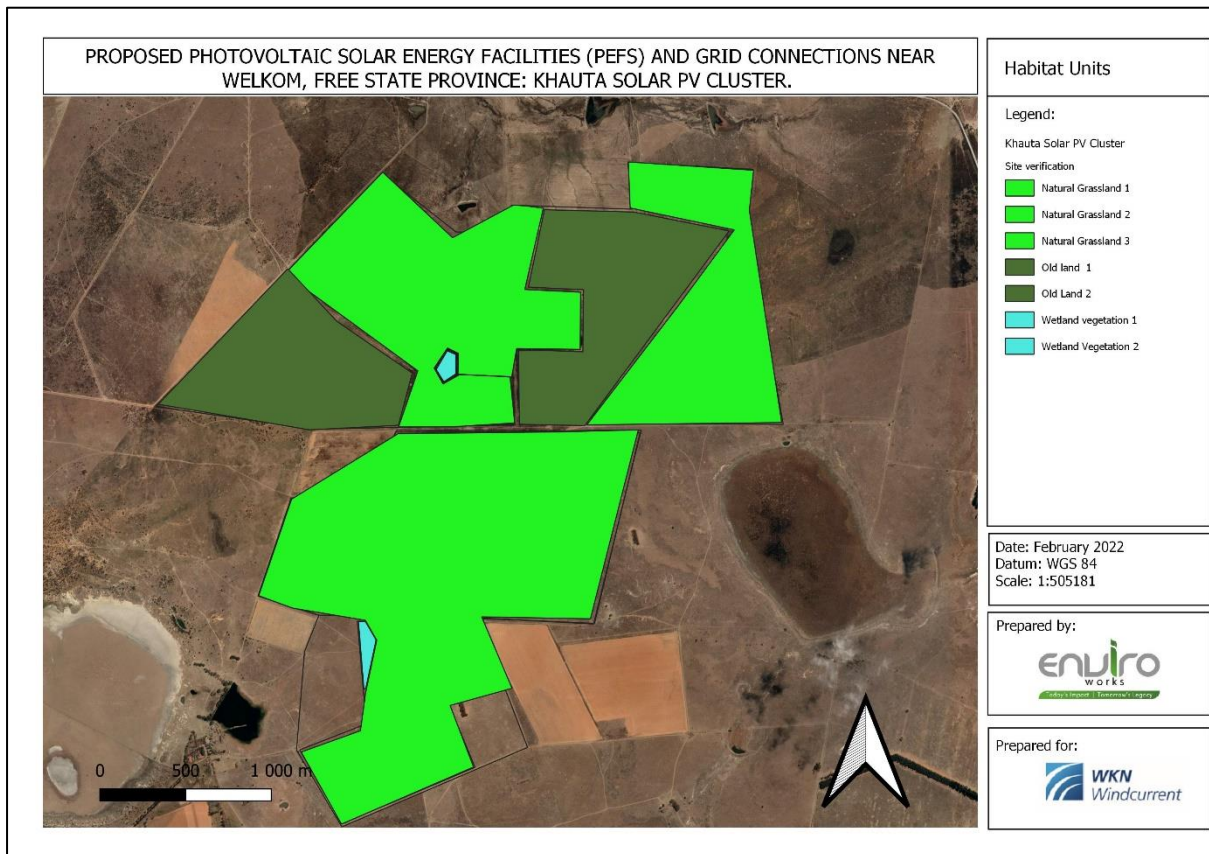 PROPOSED PHOTOVOLTAIC SOLAR ENERGY FACILITIES (PEFS) AND GRID CONNECTIONS NEAR
WELKOM, FREE STATE PROVINCE: KHAUTA SOLAR PV CLUSTER.
Habitat Units
Legend:
Khauta Solar PV Cluster
Site verification
Natural Grassland 1
Natural Grassland 2
Natural Grassland 3
Old land 1
Old Land 2
Wetland vegetation 1
Wetland Vegetation 2
Date: February 2022
Datum: WGS 84
Scale: 1:505181
Prepared by:
enviro
works
Today's Impact | Tomorrow's Legacy
Prepared for:
WKN
Windcurrent
0 500 1 000 m